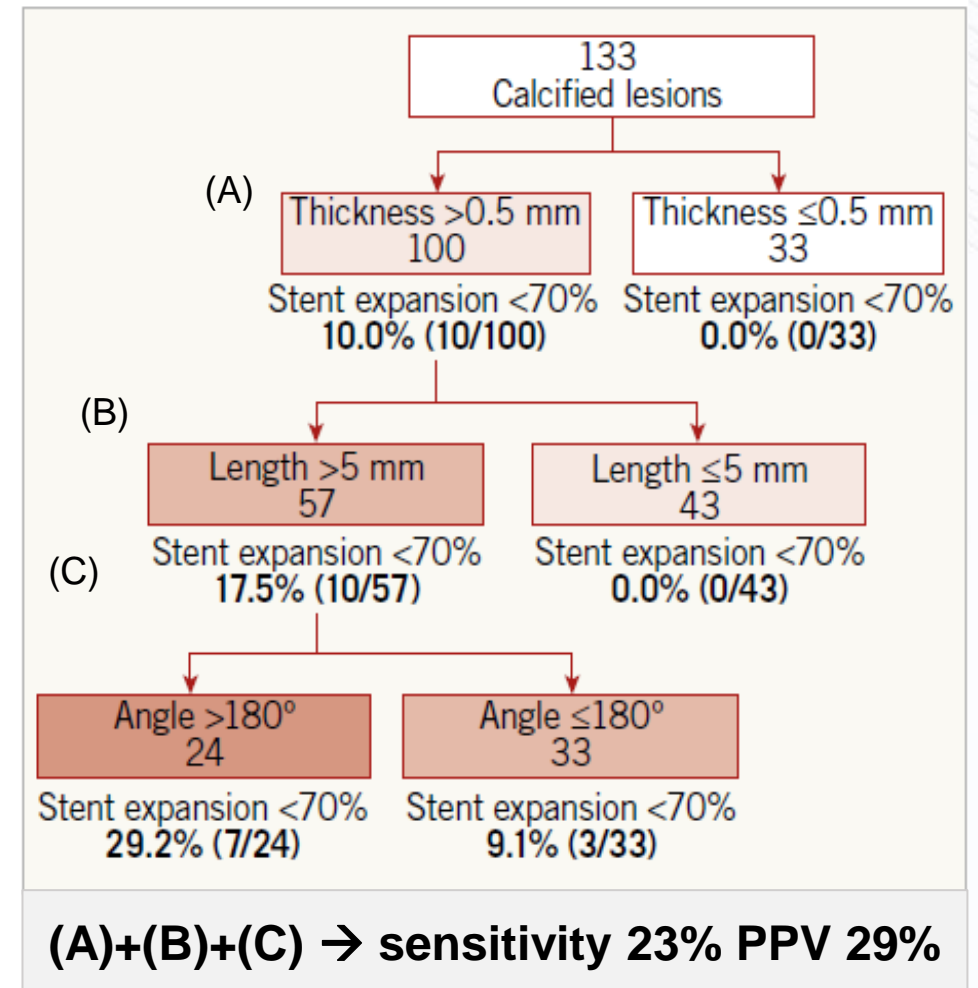 133
Calcified lesions
(A)
Thickness >0.5 mm
100
Thickness ≤0.5 mm
33
Stent expansion <70%
10.0% (10/100)
Stent expansion <70%
0.0% (0/33)
(B)
Length >5 mm
57
Length ≤5 mm
43
(C)
Stent expansion <70%
17.5% (10/57)
Stent expansion <70%
0.0% (0/43)
Angle >180º
24
Angle ≤180º
33
Stent expansion <70%
29.2% (7/24)
Stent expansion <70%
9.1% (3/33)
(A)+(B)+(C) → sensitivity 23% PPV 29%